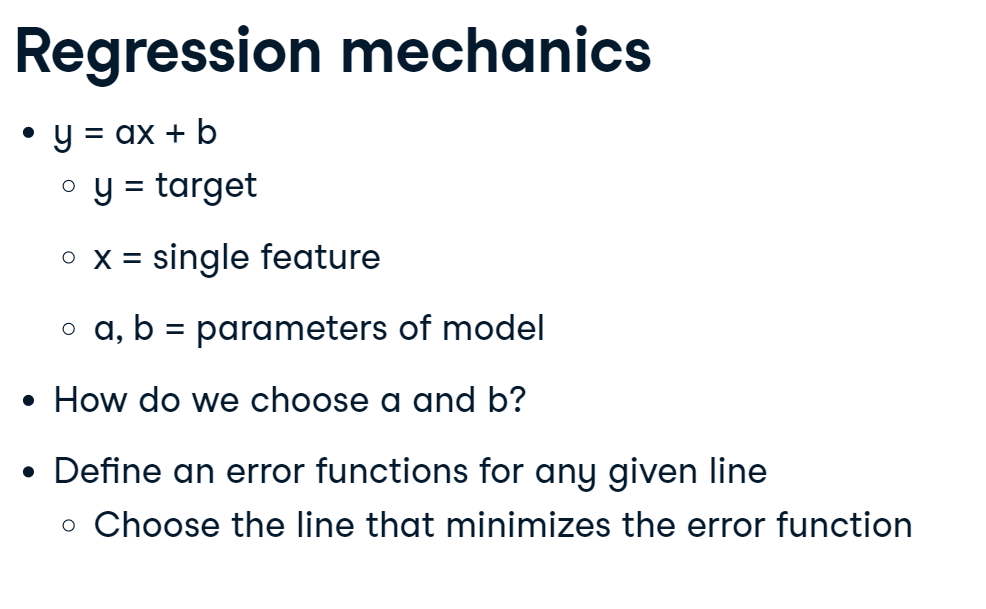 Regression mechanics
• y = ax + b
○ y = target
○ x = single feature
○ a, b = parameters of model
• How do we choose a and b?
• Define an error functions for any given line
○ Choose the line that minimizes the error function